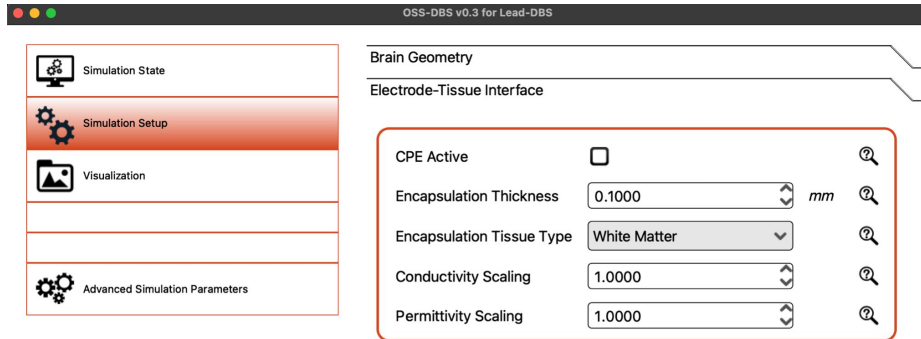 OSS-DBS v0.3 for Lead-DBS
Simulation State
Simulation Setup
Visualization
Advanced Simulation Parameters
Brain Geometry
Electrode-Tissue Interface
CPE Active
Encapsulation Thickness 0.1000 mm
Encapsulation Tissue Type White Matter
Conductivity Scaling 1.0000
Permittivity Scaling 1.0000